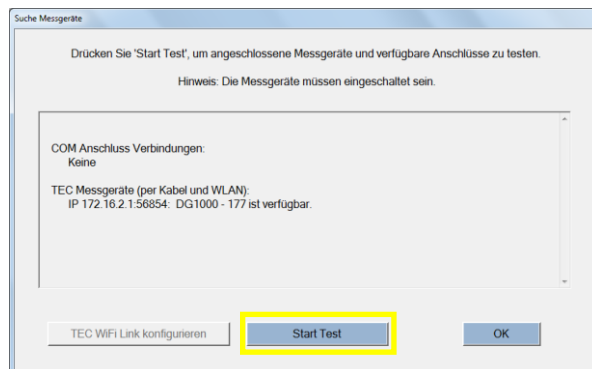 Suche Messgeräte
Drücken Sie 'Start Test', um angeschlossene Messgeräte und verfügbare Anschlüsse zu testen.
Hinweis: Die Messgeräte müssen eingeschaltet sein.
COM Anschluss Verbindungen:
Keine
TEC Messgeräte (per Kabel und WLAN):
IP 172.16.2.1:56854: DG1000 - 177 ist verfügbar.
TEC WiFi Link konfigurieren
Start Test
OK